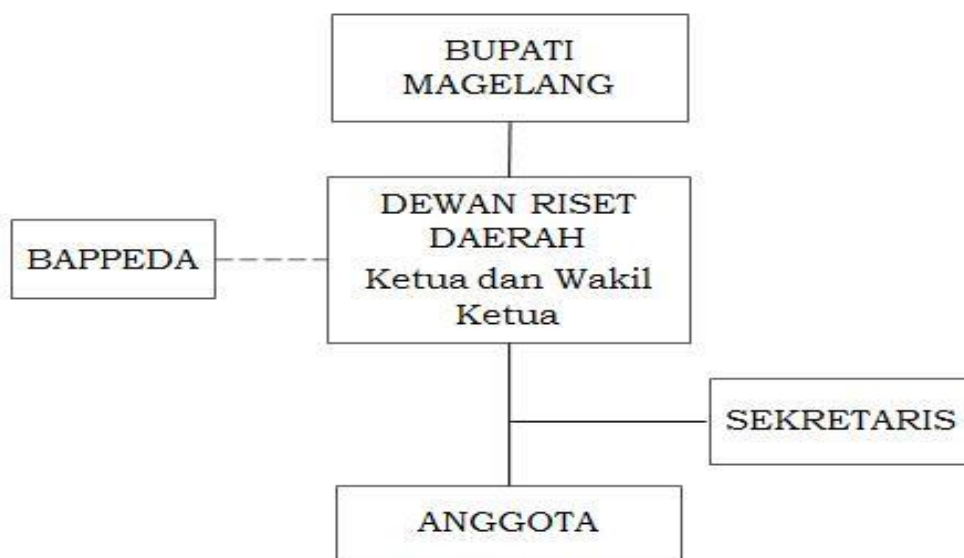 BUPATI
MAGELANG
DEWAN RISET
DAERAH
Ketua dan Wakil
Ketua
BAPPEDA
SEKRETARIS
ANGGOTA